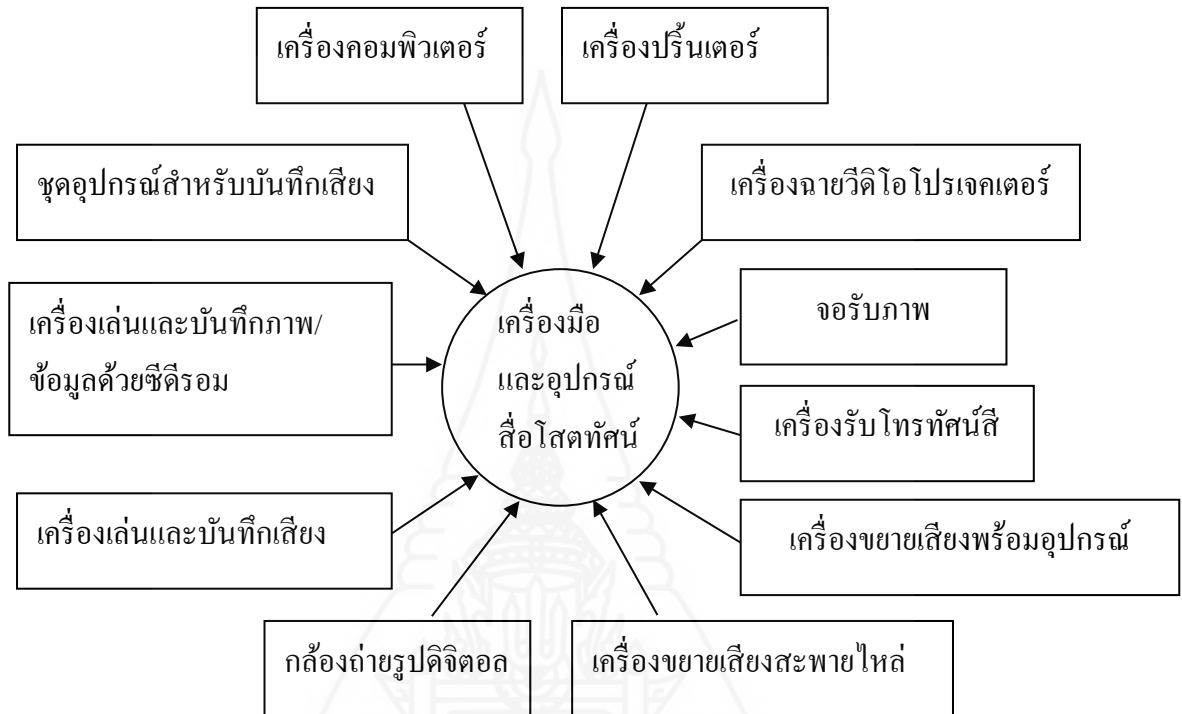 เครื่องคอมพิวเตอร์
เครื่องปริ้นเตอร์
ชุดอุปกรณ์สำหรับบันทึกเสียง
เครื่องฉายวีดิโอโปรเจคเตอร์
เครื่องเล่นและบันทึกภาพ/
ข้อมูลด้วยซีดีรอม
เครื่องมือ
และอุปกรณ์
สื่อโสตทัศน์
จอรับภาพ
เครื่องรับโทรทัศน์สี
เครื่องเล่นและบันทึกเสียง
เครื่องขยายเสียงพร้อมอุปกรณ์
กล้องถ่ายรูปดิจิตอล
เครื่องขยายเสียงสะพายไหล่